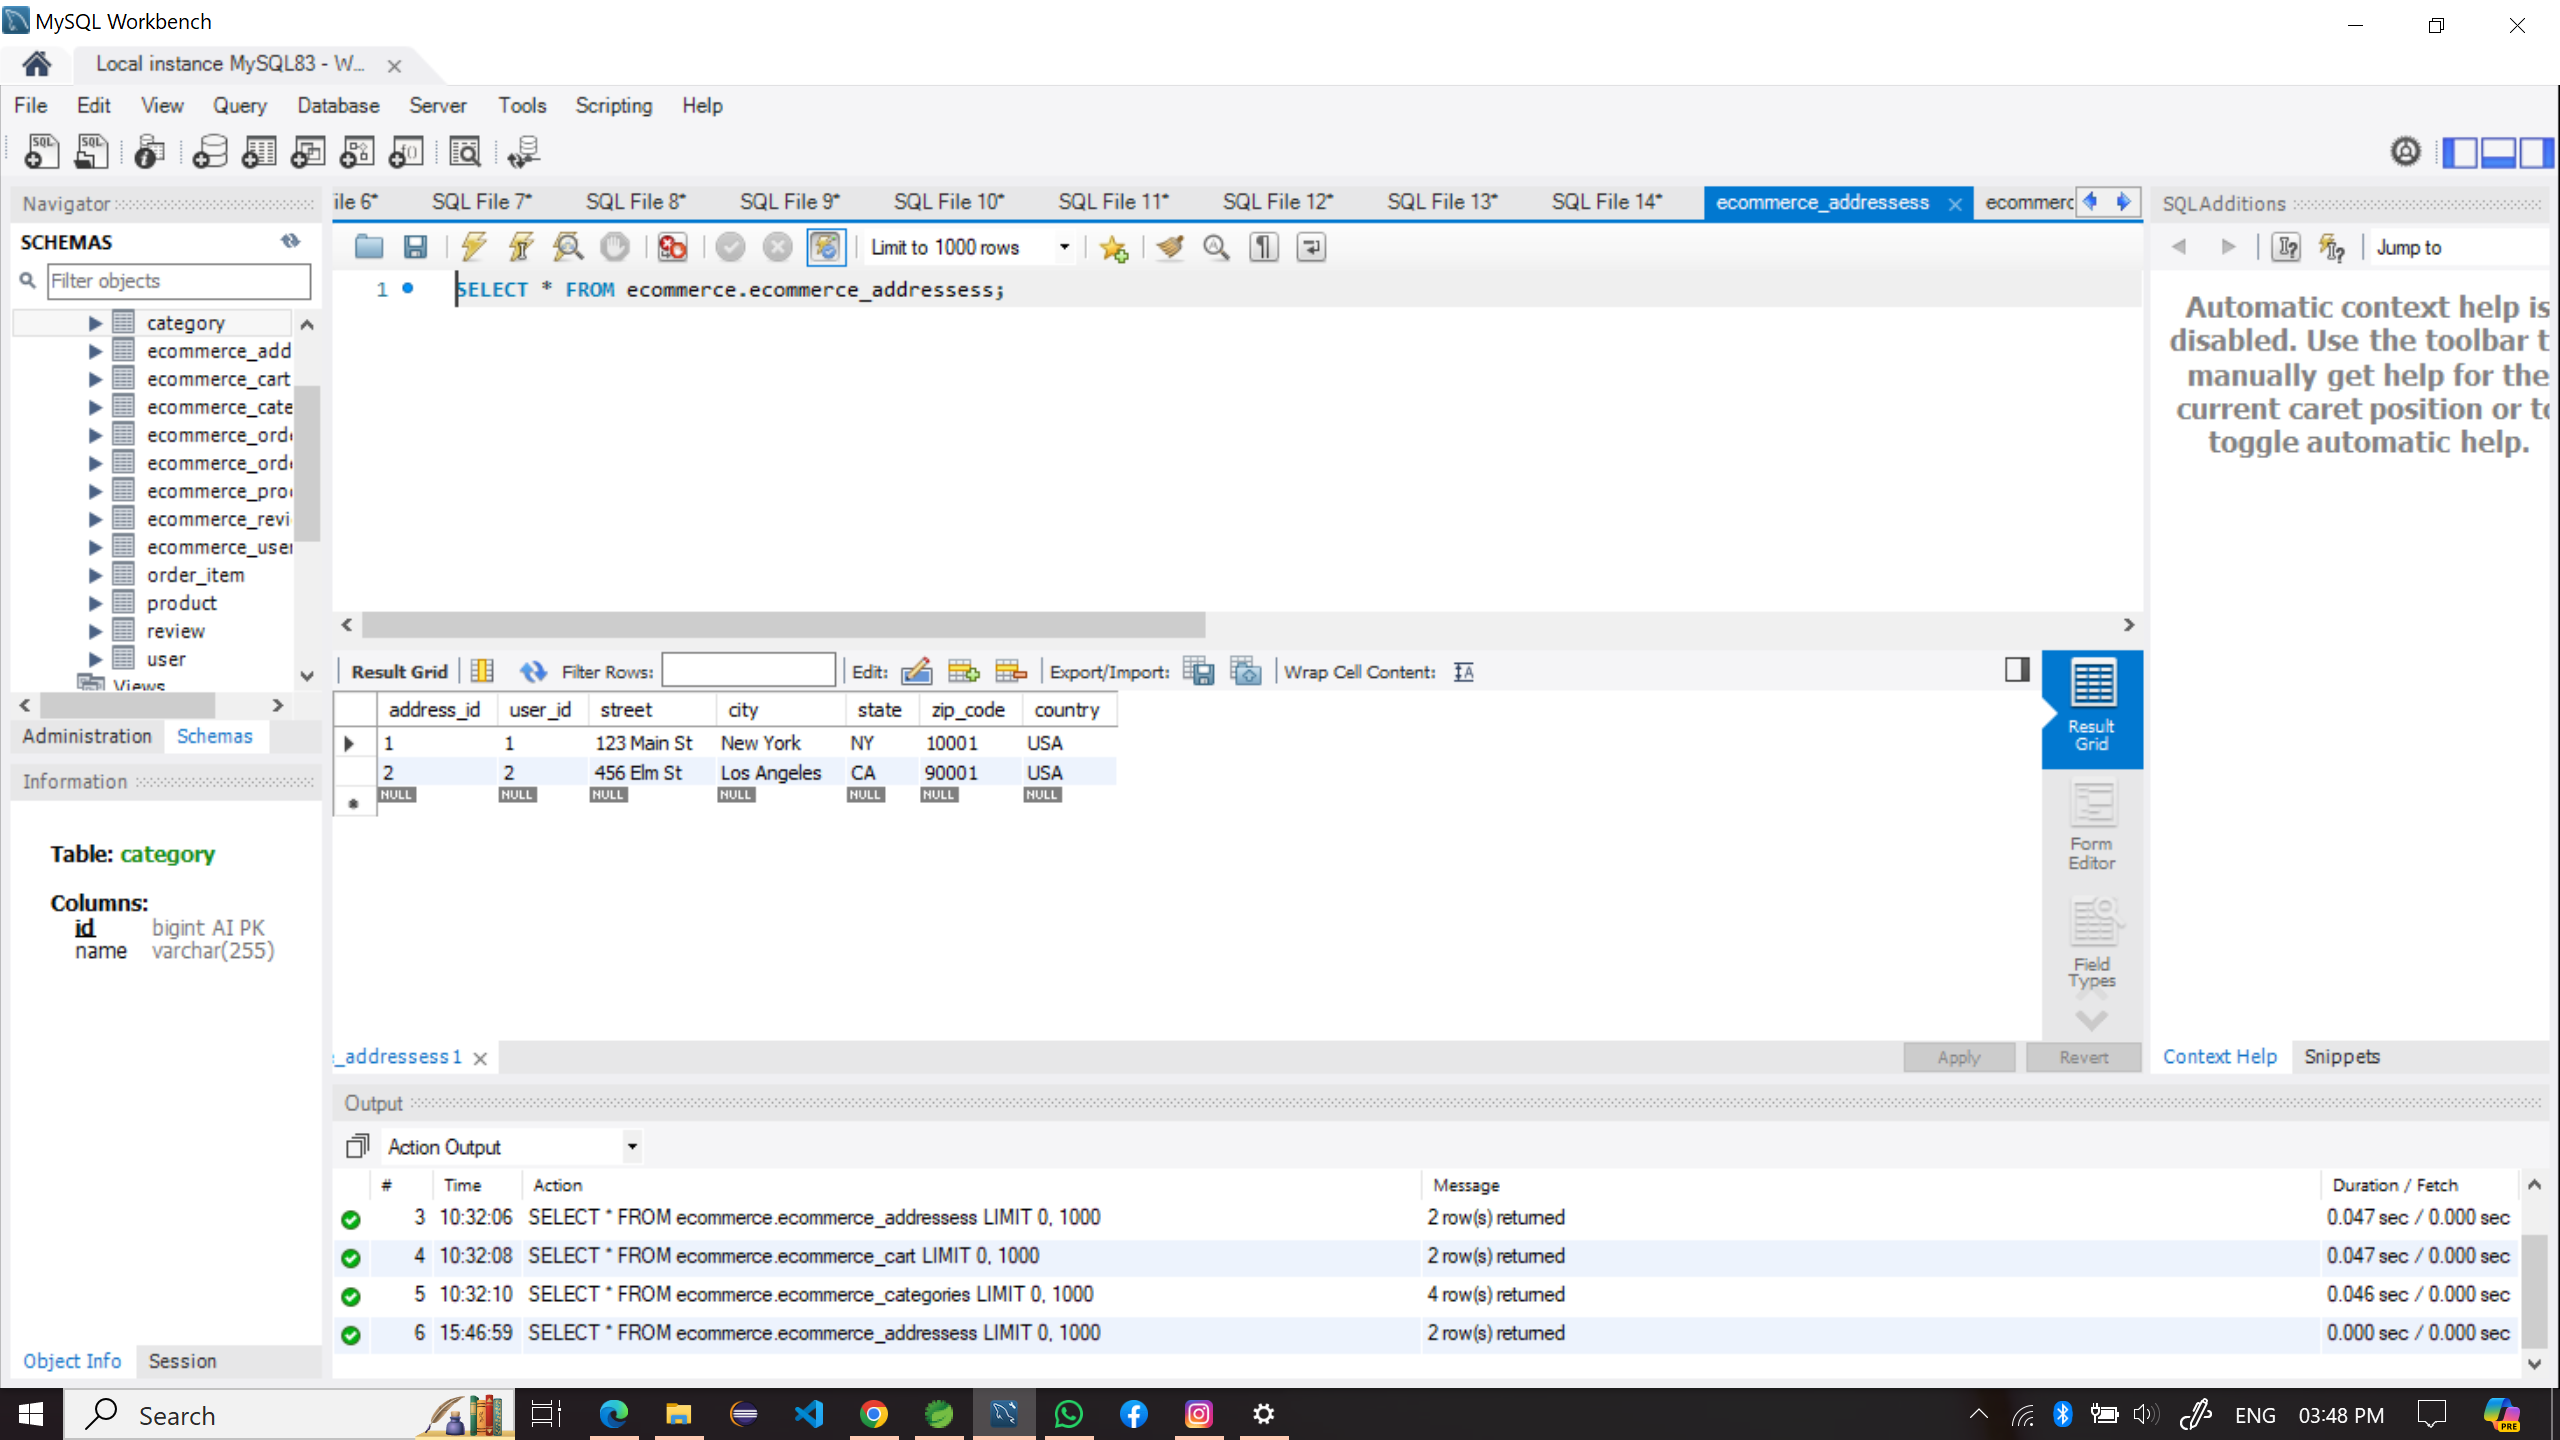 MySQL Workbench
Local instance MySQL83 - W...
File Edit View Query Database Server Tools Scripting Help
Navigator
SCHEMAS
Filter objects
category
ecommerce_add
ecommerce_cart
ecommerce_cate
ecommerce_ord
ecommerce_ord
ecommerce_pro
ecommerce_revi
ecommerce_user
order_item
product
review
user
Views
Administration Schemas
Information
Table: category
Columns:
id bigint AI PK
name varchar(255)
Object Info Session
ile 6* SQL File 7* SQL File 8* SQL File 9* SQL File 10* SQL File 11* SQL File 12* SQL File 13* SQL File 14* ecommerce_addressess ecommerc
Limit to 1000 rows
1 SELECT * FROM ecommerce.ecommerce_addressess;
Result Grid Filter Rows: Edit: Export/Import: Wrap Cell Content:
address_id user_id street city state zip_code country
1 1 123 Main St New York NY 10001 USA
2 2 456 Elm St Los Angeles CA 90001 USA
NULL NULL NULL NULL NULL NULL NULL
Result Grid
Form Editor
Field Types
_addressess 1
Apply Revert
SQLAdditions
Jump to
Automatic context help is
disabled. Use the toolbar t
manually get help for the
current caret position or to
toggle automatic help.
Context Help Snippets
Output
Action Output
# Time Action Message Duration / Fetch
3 10:32:06 SELECT * FROM ecommerce.ecommerce_addressess LIMIT 0, 1000 2 row(s) returned 0.047 sec / 0.000 sec
4 10:32:08 SELECT * FROM ecommerce.ecommerce_cart LIMIT 0, 1000 2 row(s) returned 0.047 sec / 0.000 sec
5 10:32:10 SELECT * FROM ecommerce.ecommerce_categories LIMIT 0, 1000 4 row(s) returned 0.046 sec / 0.000 sec
6 15:46:59 SELECT * FROM ecommerce.ecommerce_addressess LIMIT 0, 1000 2 row(s) returned 0.000 sec / 0.000 sec
Search
ENG 03:48 PM
PRE